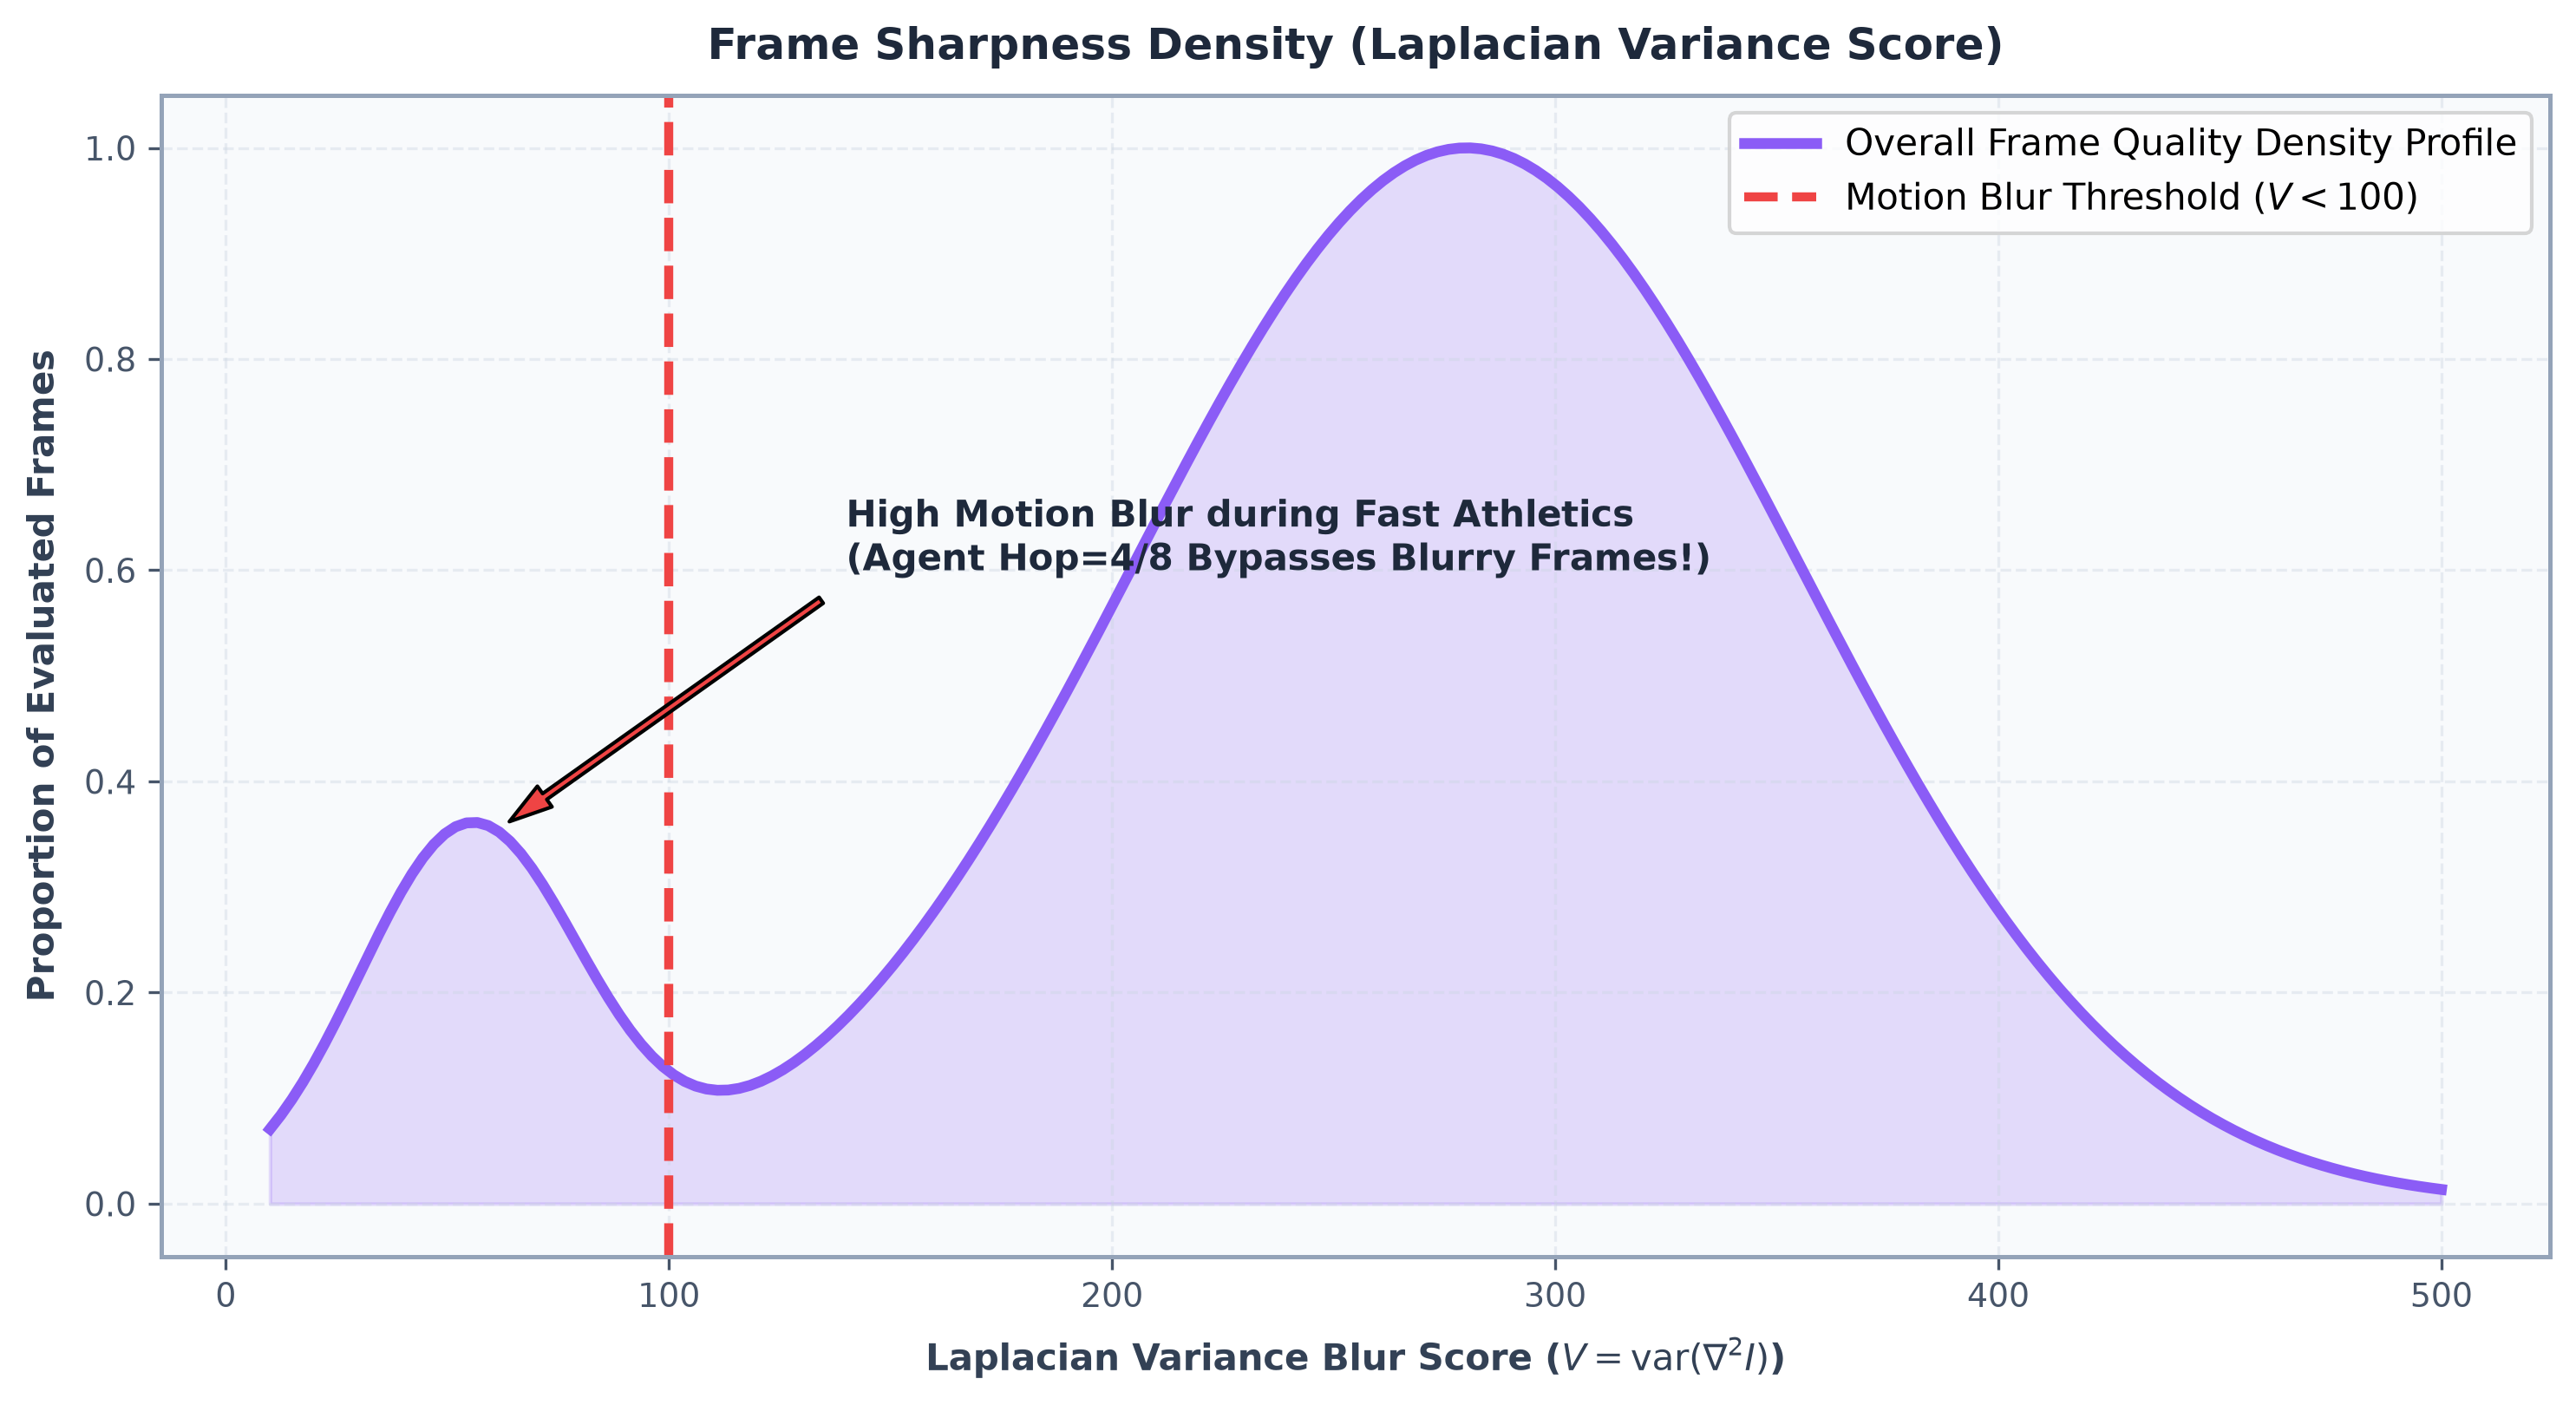 Frame Sharpness Density (Laplacian Variance Score)
Overall Frame Quality Density Profile
Motion Blur Threshold (V < 100)
High Motion Blur during Fast Athletics
(Agent Hop=4/8 Bypasses Blurry Frames!)
Proportion of Evaluated Frames
1.0
0.8
0.6
0.4
0.2
0.0
0 100 200 300 400 500
Laplacian Variance Blur Score (V = var(∇²I))